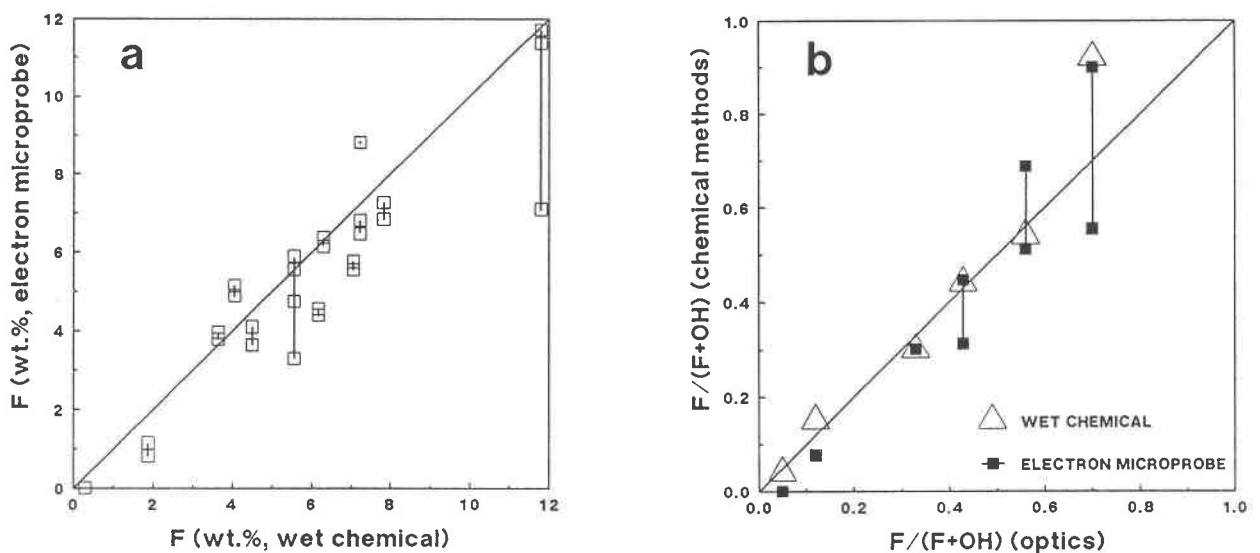 a
12
10
8
6
4
2
0
0 2 4 6 8 10 12
F (wt.%, electron microprobe)
F (wt.%, wet chemical)
b
1.0
0.8
0.6
0.4
0.2
0.0
0.0 0.2 0.4 0.6 0.8 1.0
F/(F+OH) (chemical methods)
F/(F+OH) (optics)
WET CHEMICAL
ELECTRON MICROPROBE